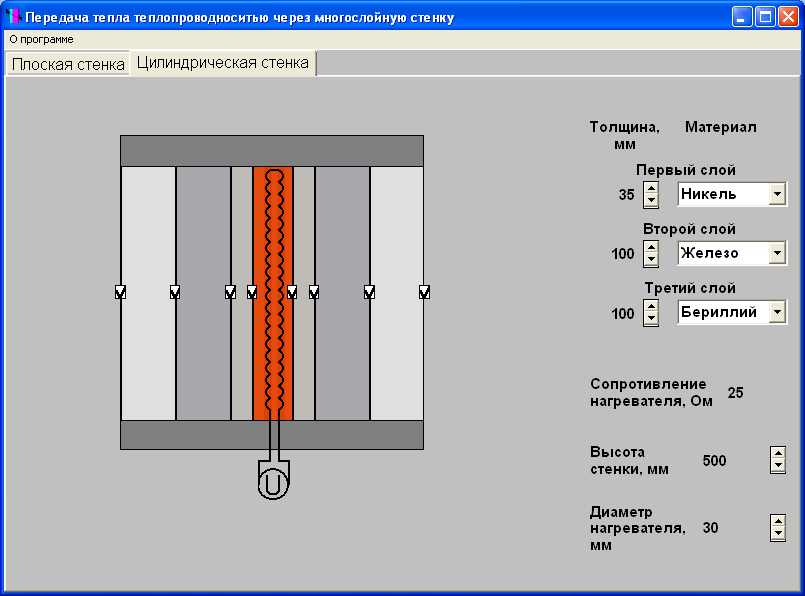 Передача тепла теплопроводноситью через многослойную стенку
О программе
Плоская стенка
Цилиндрическая стенка
Толщина, мм
Материал
Первый слой
35
Никель
Второй слой
100
Железо
Третий слой
100
Бериллий
Сопротивление
нагревателя, Ом
25
Высота
стенки, мм
500
Диаметр
нагревателя,
мм
30
U